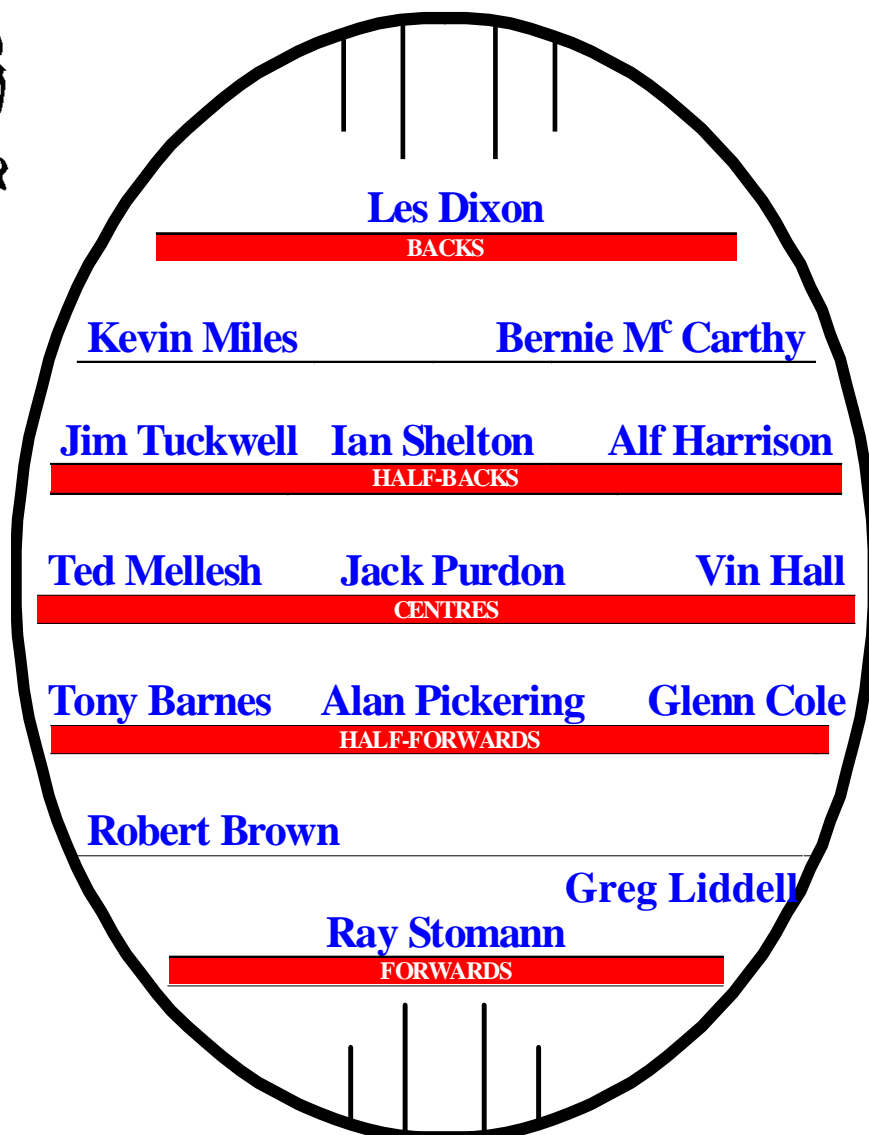 Les Dixon
BACKS
Kevin Miles Bernie Mc Carthy
Jim Tuckwell Ian Shelton Alf Harrison
HALF-BACKS
Ted Mellesh Jack Purdon Vin Hall
CENTRES
Tony Barnes Alan Pickering Glenn Cole
HALF-FORWARDS
Robert Brown
Greg Liddell
Ray Stomann
FORWARDS